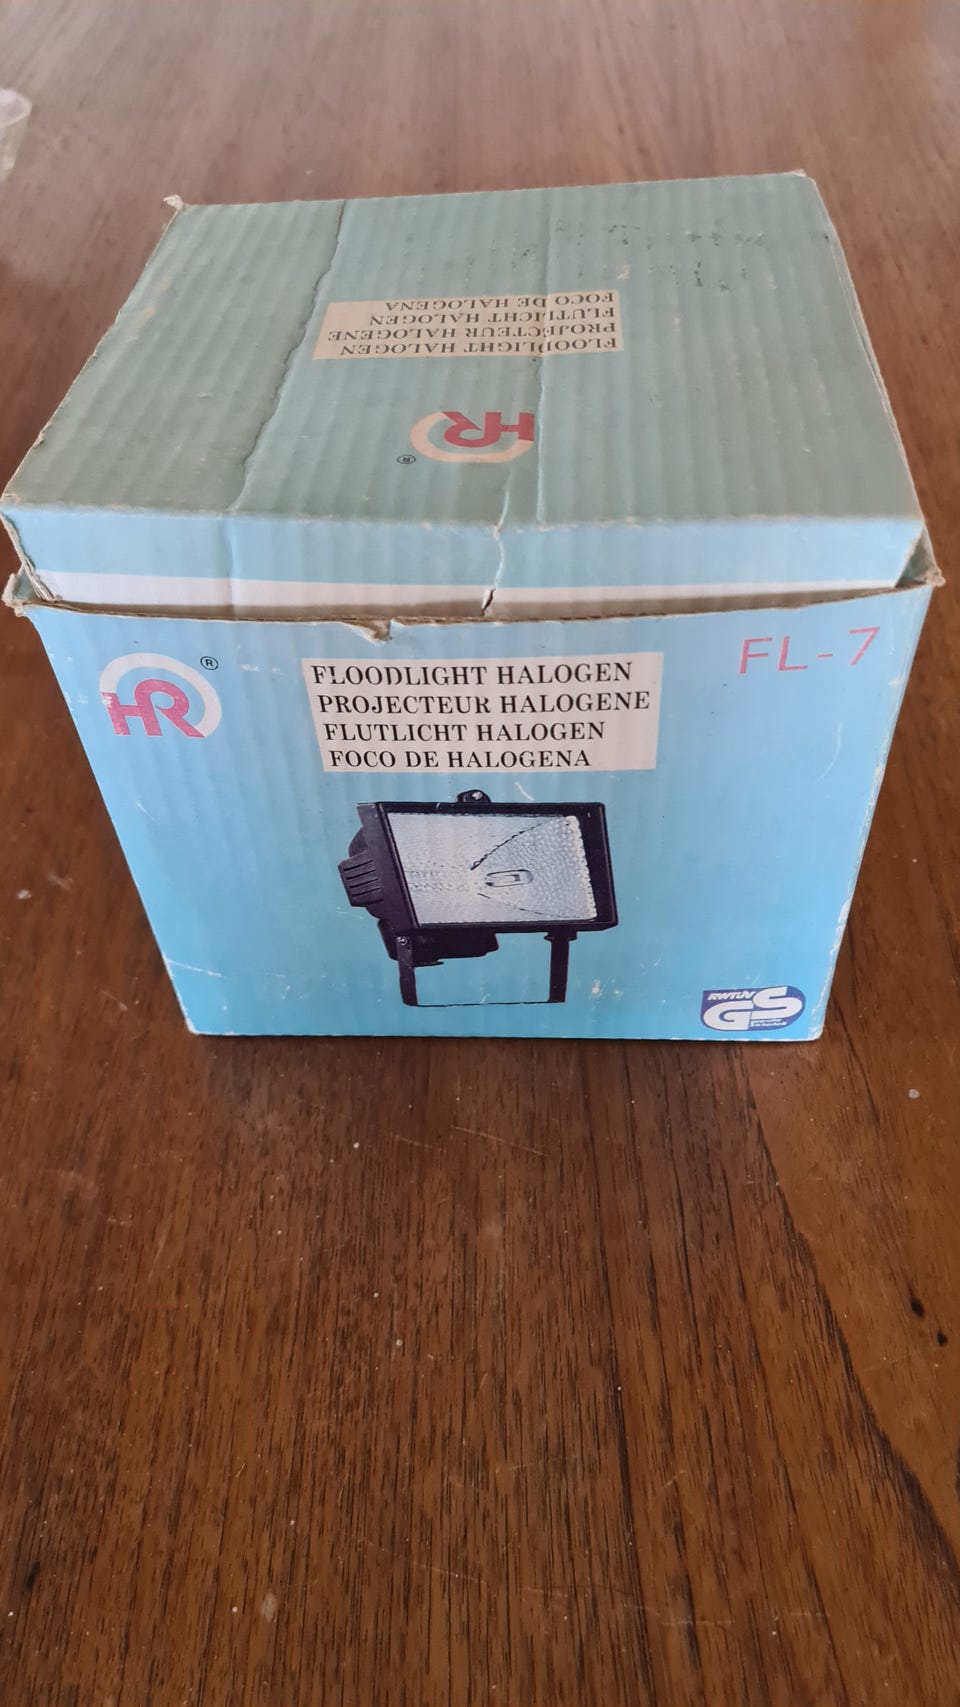 FLOODLIGHT HALOGEN
PROJECTEUR HALOGENE
FLUTLICHT HALOGEN
FOCO DE HALOGENA
HR ®
HR ®
FL-7
FLOODLIGHT HALOGEN
PROJECTEUR HALOGENE
FLUTLICHT HALOGEN
FOCO DE HALOGENA
RWTÜV
GS